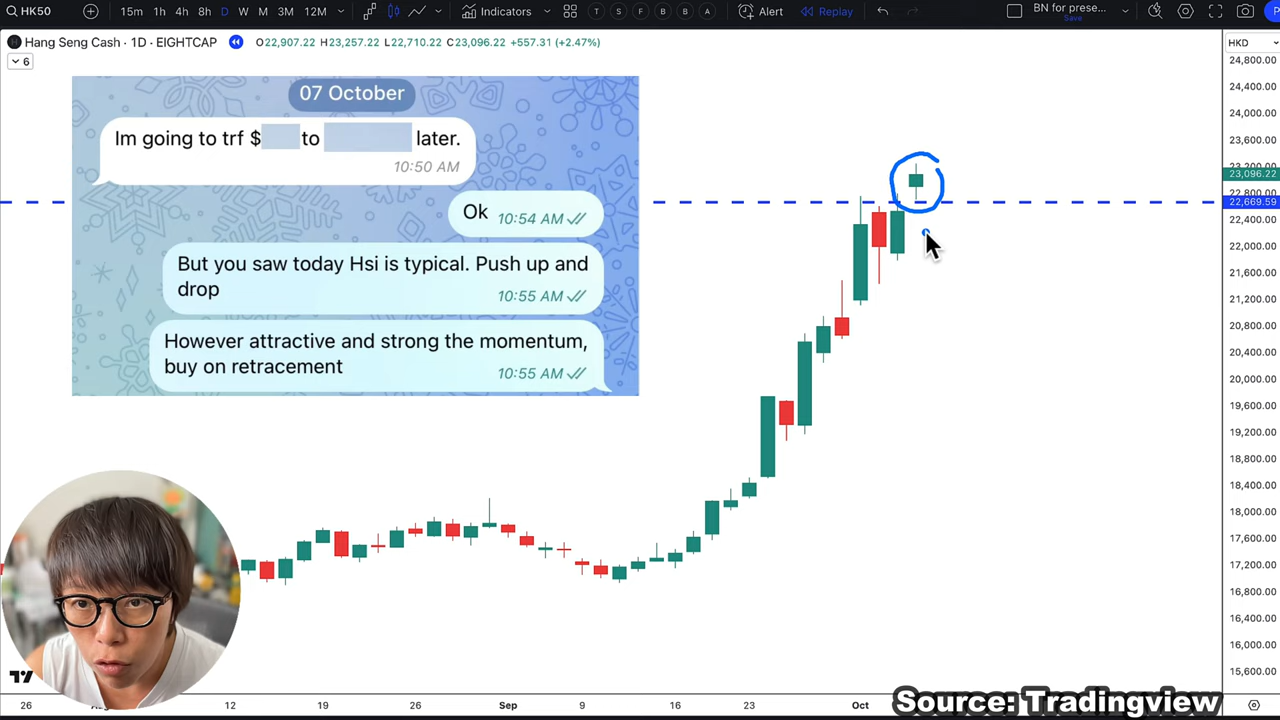 HK50
15m 1h 4h 8h D W M 3M 12M
Indicators
T S F B B A
Alert
Replay
BN for prese...
Save
Hang Seng Cash · 1D · EIGHTCAP
O22,907.22 H23,257.22 L22,710.22 C23,096.22 +557.31 (+2.47%)
HKD
6
07 October
Im going to trf $ to later.
10:50 AM
Ok 10:54 AM
But you saw today Hsi is typical. Push up and
drop 10:55 AM
However attractive and strong the momentum,
buy on retracement 10:55 AM
24,800.00
24,400.00
24,000.00
23,600.00
23,200.00
23,096.22
22,800.00
22,669.59
22,400.00
22,000.00
21,600.00
21,200.00
20,800.00
20,400.00
20,000.00
19,600.00
19,200.00
18,800.00
18,400.00
18,000.00
17,600.00
17,200.00
16,800.00
16,400.00
16,000.00
15,600.00
26 12 19 26 Sep 9 16 23 Oct
Source: Tradingview